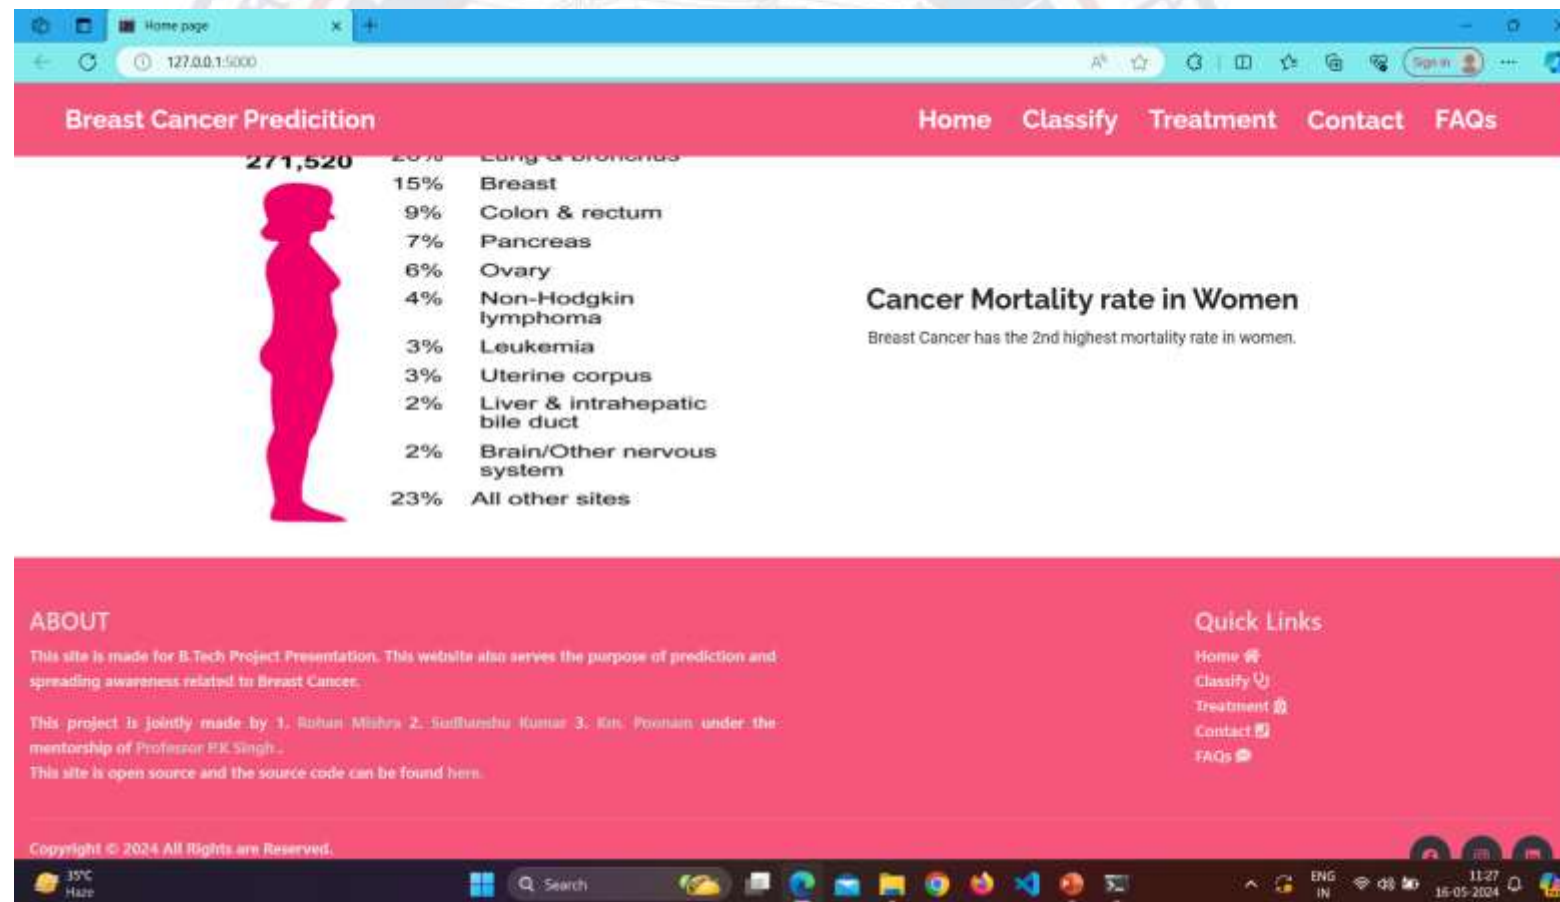 Home page
127.0.0.1:5000
Sign in
Breast Cancer Predicition
Home Classify Treatment Contact FAQs
271,520
26% Lung & bronchus
15% Breast
9% Colon & rectum
7% Pancreas
6% Ovary
4% Non-Hodgkin
lymphoma
3% Leukemia
3% Uterine corpus
2% Liver & intrahepatic
bile duct
2% Brain/Other nervous
system
23% All other sites
Cancer Mortality rate in Women
Breast Cancer has the 2nd highest mortality rate in women.
ABOUT
This site is made for B.Tech Project Presentation. This website also serves the purpose of prediction and
spreading awareness related to Breast Cancer.
This project is jointly made by 1. Rohan Mishra 2. Sudhanshu Kumar 3. Km. Poonam under the
mentorship of Professor P.K Singh .
This site is open source and the source code can be found here.
Quick Links
Home
Classify
Treatment
Contact
FAQs
Copyright © 2024 All Rights are Reserved.
35°C
Haze
Search
ENG
IN
11:27
16-05-2024